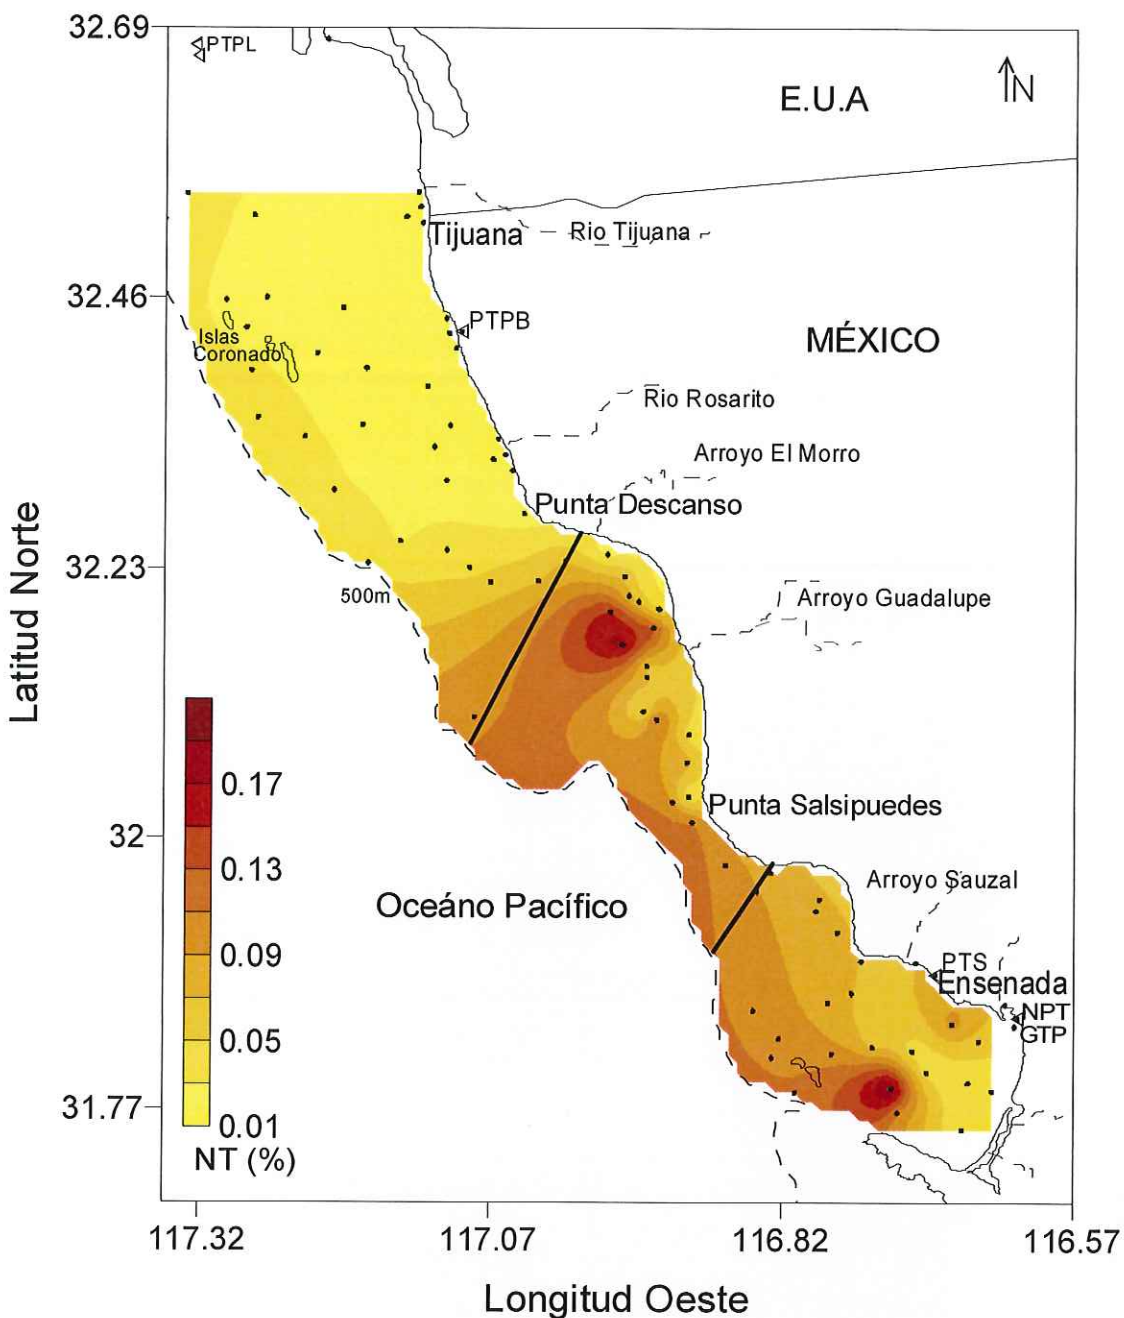 32.69
PTPL
E.U.A
N
Tijuana
Rio Tijuana
32.46
PTPB
Islas
Coronado
MÉXICO
Rio Rosarito
Arroyo El Morro
Punta Descanso
Latitud Norte
32.23
500m
Arroyo Guadalupe
0.17
Punta Salsipuedes
32
0.13
Arroyo Sauzal
Oceáno Pacífico
0.09
PTS
Ensenada
NPT
GTP
0.05
31.77
0.01
NT (%)
117.32
117.07
116.82
116.57
Longitud Oeste